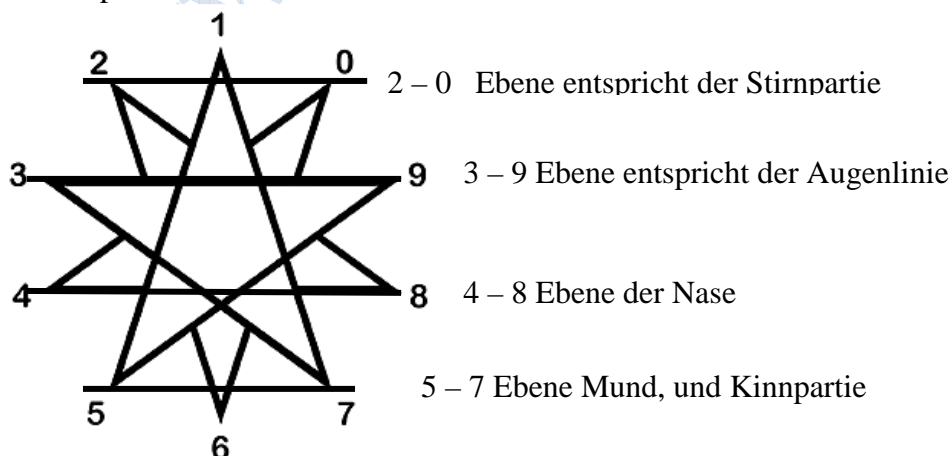 1
2 0 2 – 0 Ebene entspricht der Stirnpartie
3 9 3 – 9 Ebene entspricht der Augenlinie
4 8 4 – 8 Ebene der Nase
5 7 5 – 7 Ebene Mund, und Kinnpartie
6